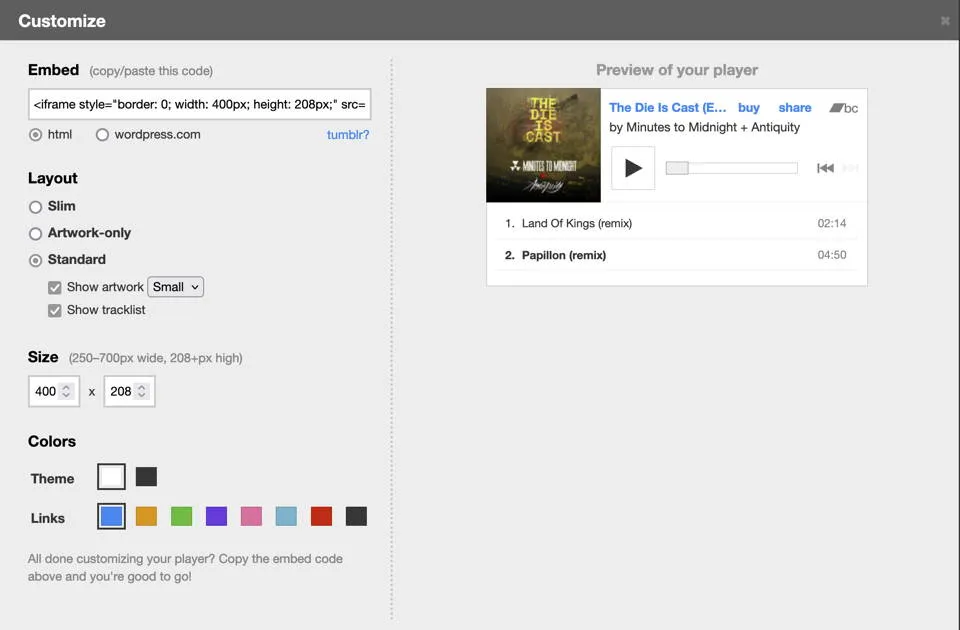 Customize
Embed (copy/paste this code)
<iframe style="border: 0; width: 400px; height: 208px;" src=
html wordpress.com tumblr?
Layout
Slim
Artwork-only
Standard
Show artwork Small
Show tracklist
Size (250–700px wide, 208+px high)
400 x 208
Colors
Theme
Links
All done customizing your player? Copy the embed code
above and you're good to go!
Preview of your player
THE
DIE
IS
CAST
MINUTES TO MIDNIGHT
Antiquity
The Die Is Cast (E... buy share bc
by Minutes to Midnight + Antiquity
1. Land Of Kings (remix) 02:14
2. Papillon (remix) 04:50